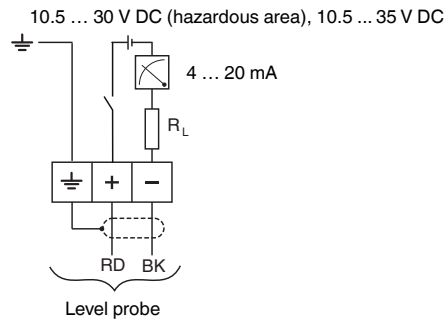 10.5 … 30 V DC (hazardous area), 10.5 ... 35 V DC
4 … 20 mA
RL
+ −
RD BK
Level probe